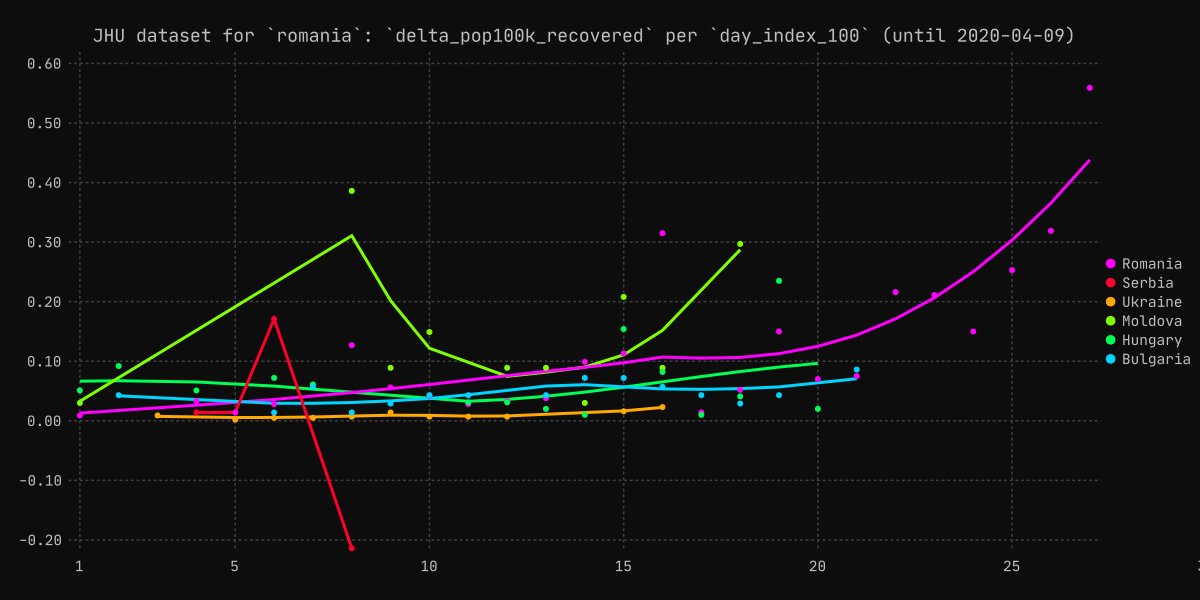 JHU dataset for `romania`: `delta_pop100k_recovered` per `day_index_100` (until 2020-04-09)
0.60
0.50
0.40
0.30
0.20
0.10
0.00
-0.10
-0.20
1 5 10 15 20 25
Romania
Serbia
Ukraine
Moldova
Hungary
Bulgaria